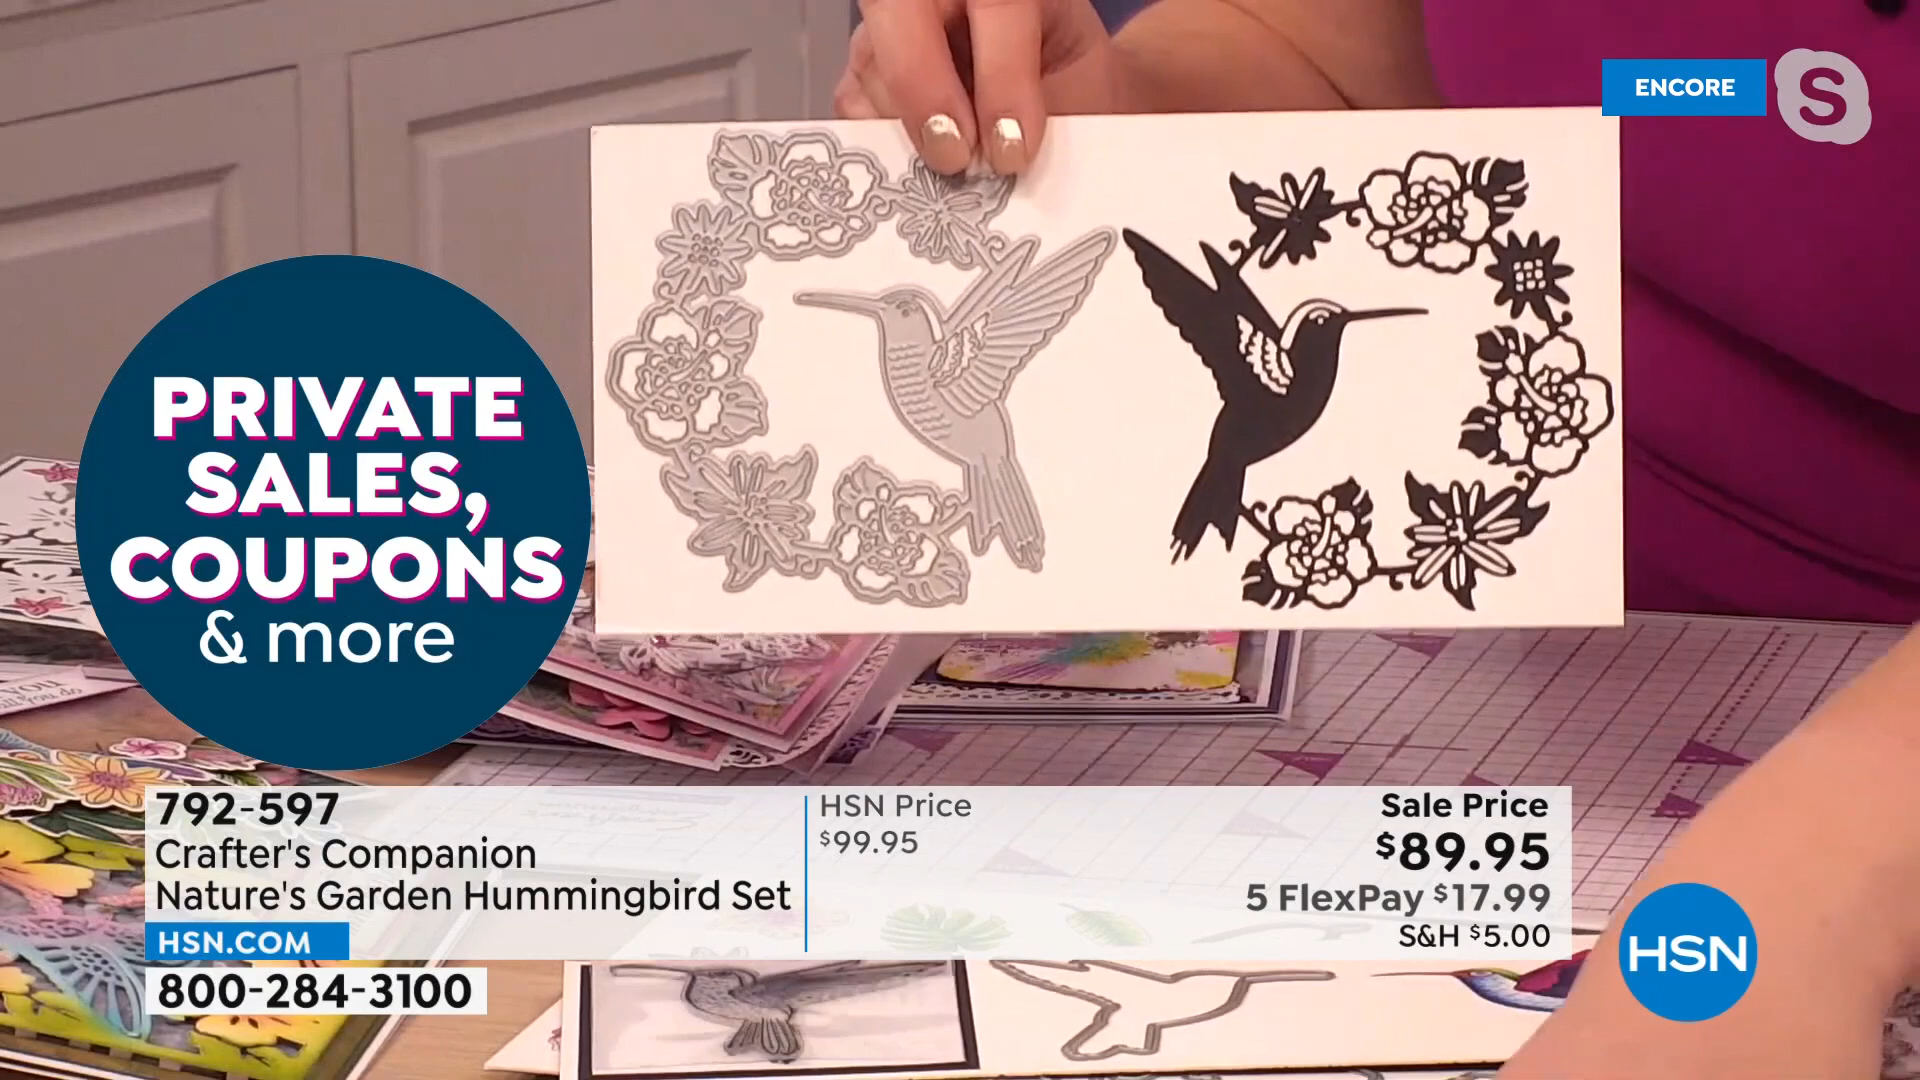 ENCORE
S
PRIVATE
SALES,
COUPONS
& more
792-597
Crafter's Companion
Nature's Garden Hummingbird Set
HSN.COM
800-284-3100
HSN Price
$99.95
Sale Price
$89.95
5 FlexPay $17.99
S&H $5.00
HSN